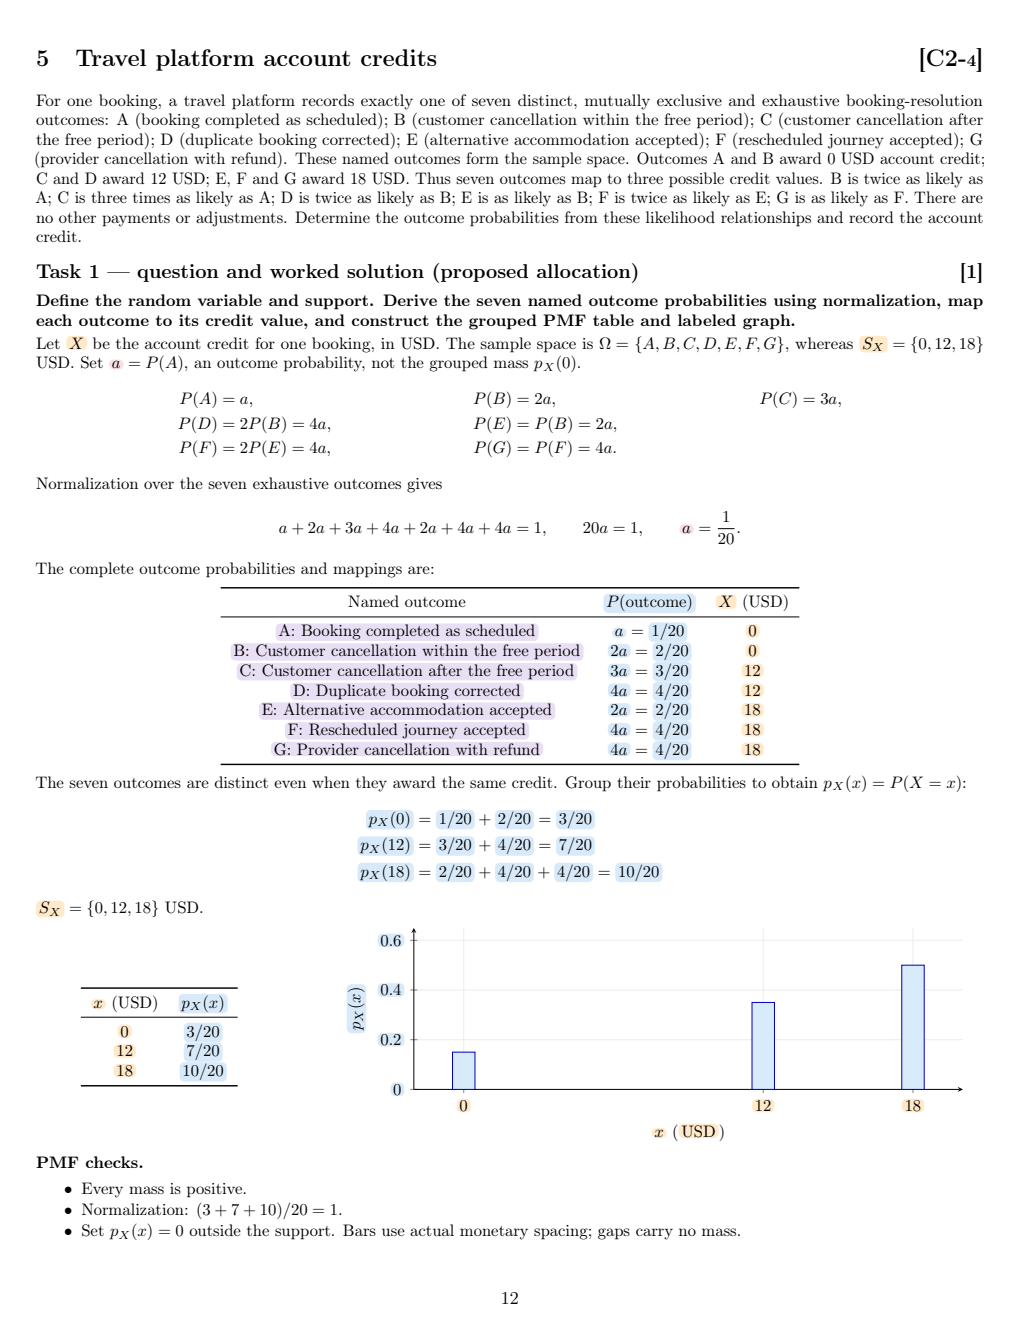 5 Travel platform account credits [C2-4]
For one booking, a travel platform records exactly one of seven distinct, mutually exclusive and exhaustive booking-resolution
outcomes: A (booking completed as scheduled); B (customer cancellation within the free period); C (customer cancellation after
the free period); D (duplicate booking corrected); E (alternative accommodation accepted); F (rescheduled journey accepted); G
(provider cancellation with refund). These named outcomes form the sample space. Outcomes A and B award 0 USD account credit;
C and D award 12 USD; E, F and G award 18 USD. Thus seven outcomes map to three possible credit values. B is twice as likely as
A; C is three times as likely as A; D is twice as likely as B; E is as likely as B; F is twice as likely as E; G is as likely as F. There are
no other payments or adjustments. Determine the outcome probabilities from these likelihood relationships and record the account
credit.
Task 1 — question and worked solution (proposed allocation) [1]
Define the random variable and support. Derive the seven named outcome probabilities using normalization, map
each outcome to its credit value, and construct the grouped PMF table and labeled graph.
Let X be the account credit for one booking, in USD. The sample space is Ω = {A, B, C, D, E, F, G}, whereas S_X = {0, 12, 18}
USD. Set a = P(A), an outcome probability, not the grouped mass p_X(0).
P(A) = a, P(B) = 2a, P(C) = 3a,
P(D) = 2P(B) = 4a, P(E) = P(B) = 2a,
P(F) = 2P(E) = 4a, P(G) = P(F) = 4a.
Normalization over the seven exhaustive outcomes gives
a + 2a + 3a + 4a + 2a + 4a + 4a = 1, 20a = 1, a = 1/20.
The complete outcome probabilities and mappings are:
Named outcome P(outcome) X (USD)
A: Booking completed as scheduled a = 1/20 0
B: Customer cancellation within the free period 2a = 2/20 0
C: Customer cancellation after the free period 3a = 3/20 12
D: Duplicate booking corrected 4a = 4/20 12
E: Alternative accommodation accepted 2a = 2/20 18
F: Rescheduled journey accepted 4a = 4/20 18
G: Provider cancellation with refund 4a = 4/20 18
The seven outcomes are distinct even when they award the same credit. Group their probabilities to obtain p_X(x) = P(X = x):
p_X(0) = 1/20 + 2/20 = 3/20
p_X(12) = 3/20 + 4/20 = 7/20
p_X(18) = 2/20 + 4/20 + 4/20 = 10/20
S_X = {0, 12, 18} USD.
x (USD) p_X(x)
0 3/20
12 7/20
18 10/20
p_X(x)
0.6
0.4
0.2
0
0 12 18
x (USD)
PMF checks.
• Every mass is positive.
• Normalization: (3 + 7 + 10)/20 = 1.
• Set p_X(x) = 0 outside the support. Bars use actual monetary spacing; gaps carry no mass.
12